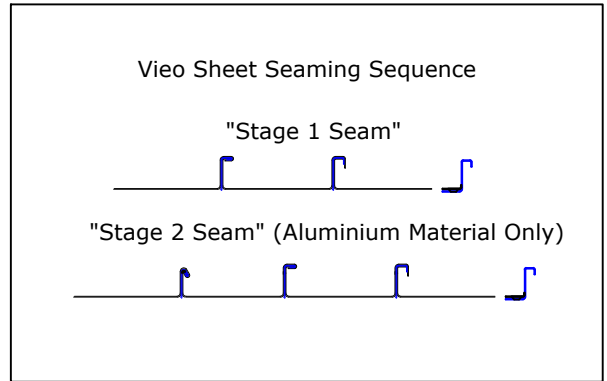 Vieo Sheet Seaming Sequence
"Stage 1 Seam"
"Stage 2 Seam" (Aluminium Material Only)